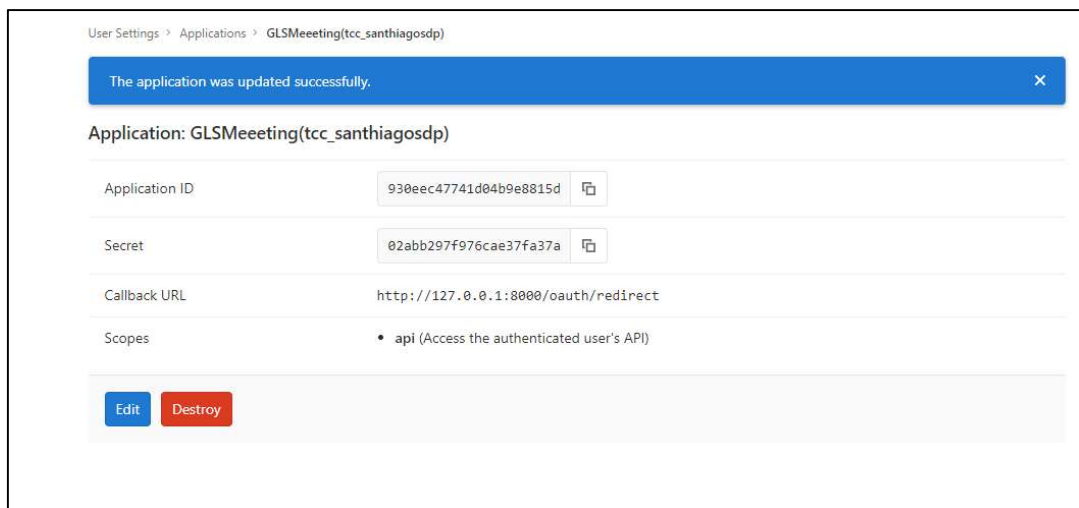 User Settings > Applications > GLSMeeeting(tcc_santhiagosdp)
The application was updated successfully. ×
Application: GLSMeeeting(tcc_santhiagosdp)
Application ID 930eec47741d04b9e8815d
Secret 02abb297f976cae37fa37a
Callback URL http://127.0.0.1:8000/oauth/redirect
Scopes • api (Access the authenticated user's API)
Edit Destroy